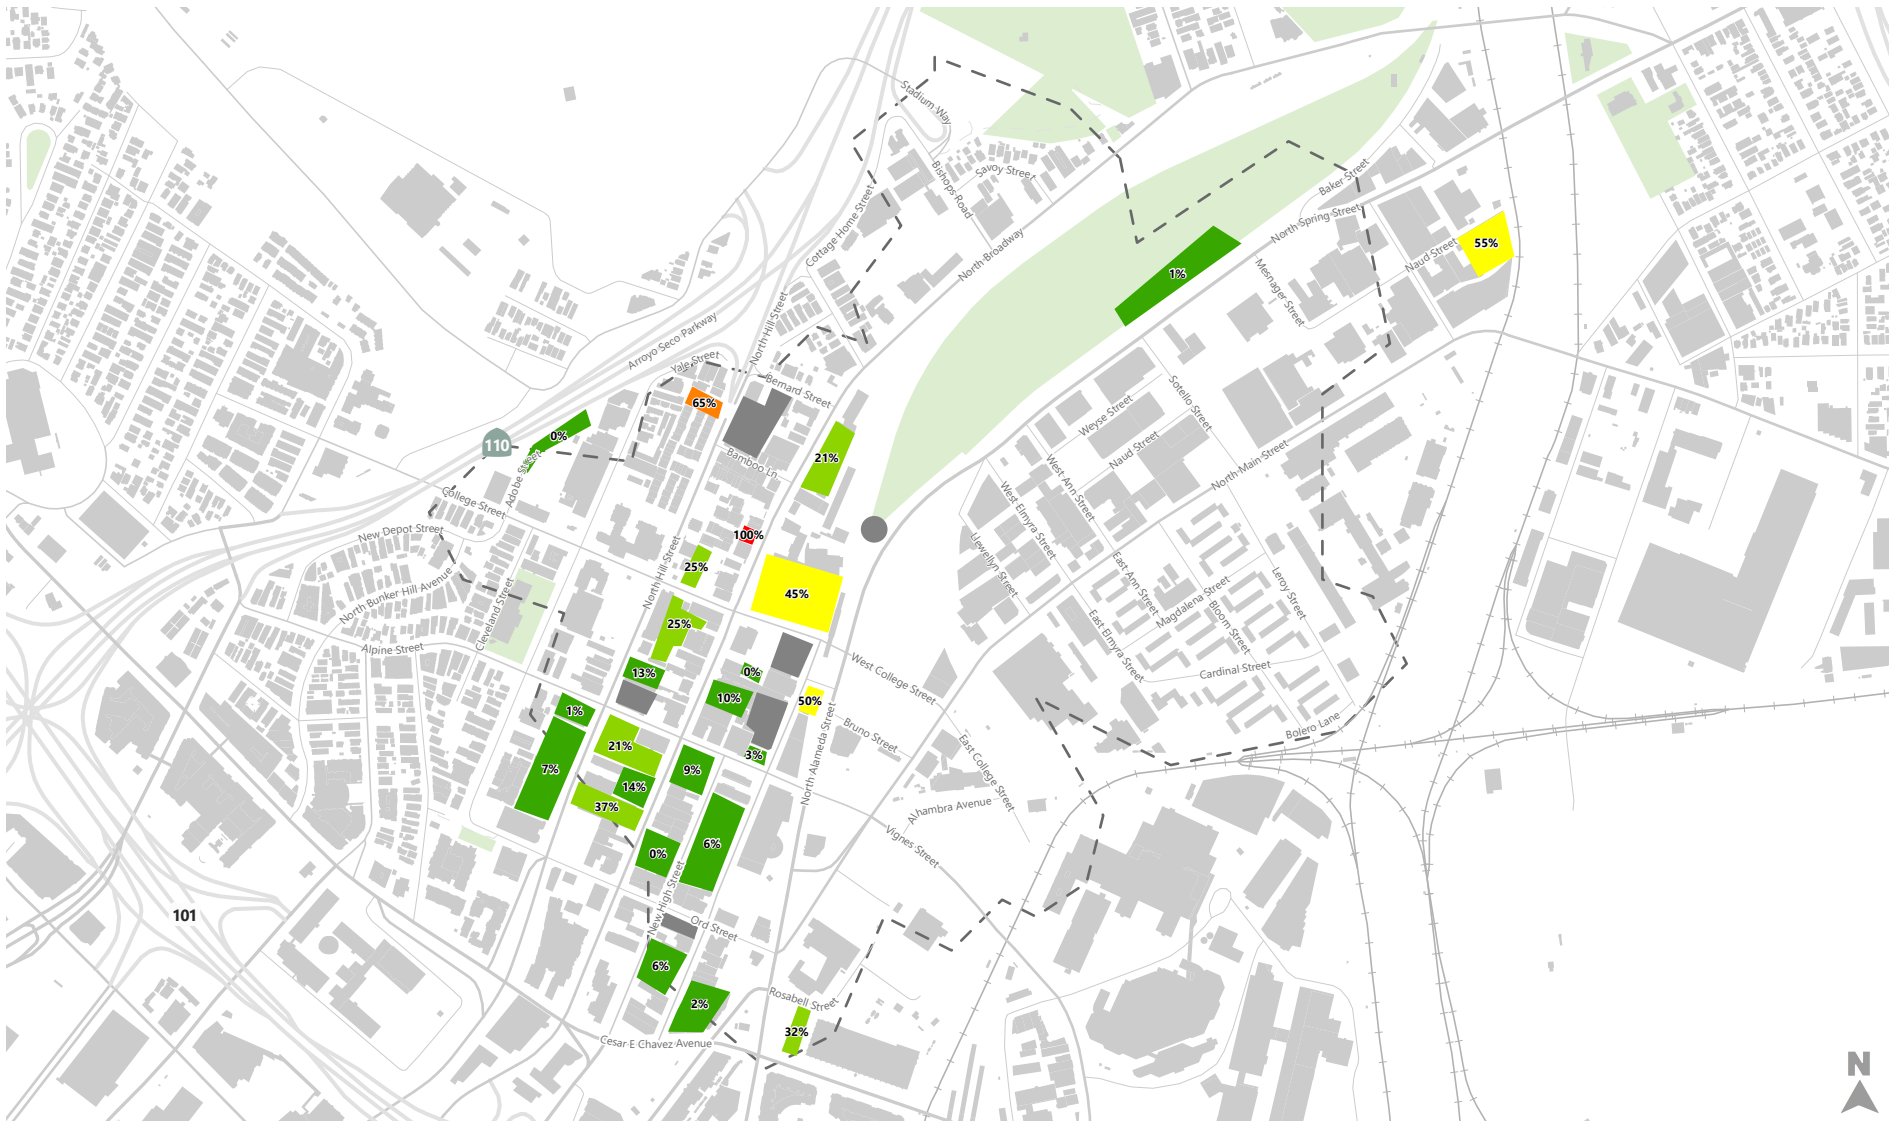 Stadium Way
Savoy Street
Bishops Road
Baker Street
Cottage Home Street
North Spring Street
North Broadway
Naud Street
55%
1%
Mesnager Street
North Hill Street
Arroyo Seco Parkway
Yale Street
Bernard Street
65%
Sotello Street
Weyse Street
110
0%
21%
Naud Street
Bamboo Ln
North Main Street
Adobe Street
College Street
West Ann Street
West Elmyra Street
New Depot Street
100%
Llewellyn Street
North Hill Street
25%
North Bunker Hill Avenue
45%
East Ann Street
Magdalena Street
Leroy Street
Cleveland Street
25%
Bloom Street
East Elmyra Street
Alpine Street
13%
0%
West College Street
Cardinal Street
10%
50%
1%
Bruno Street
Bolero Lane
21%
3%
North Alameda Street
7%
9%
East College Street
14%
37%
Alhambra Avenue
6%
0%
Vignes Street
New High Street
101
Ord Street
6%
2%
Rosabell Street
32%
Cesar E Chavez Avenue
N